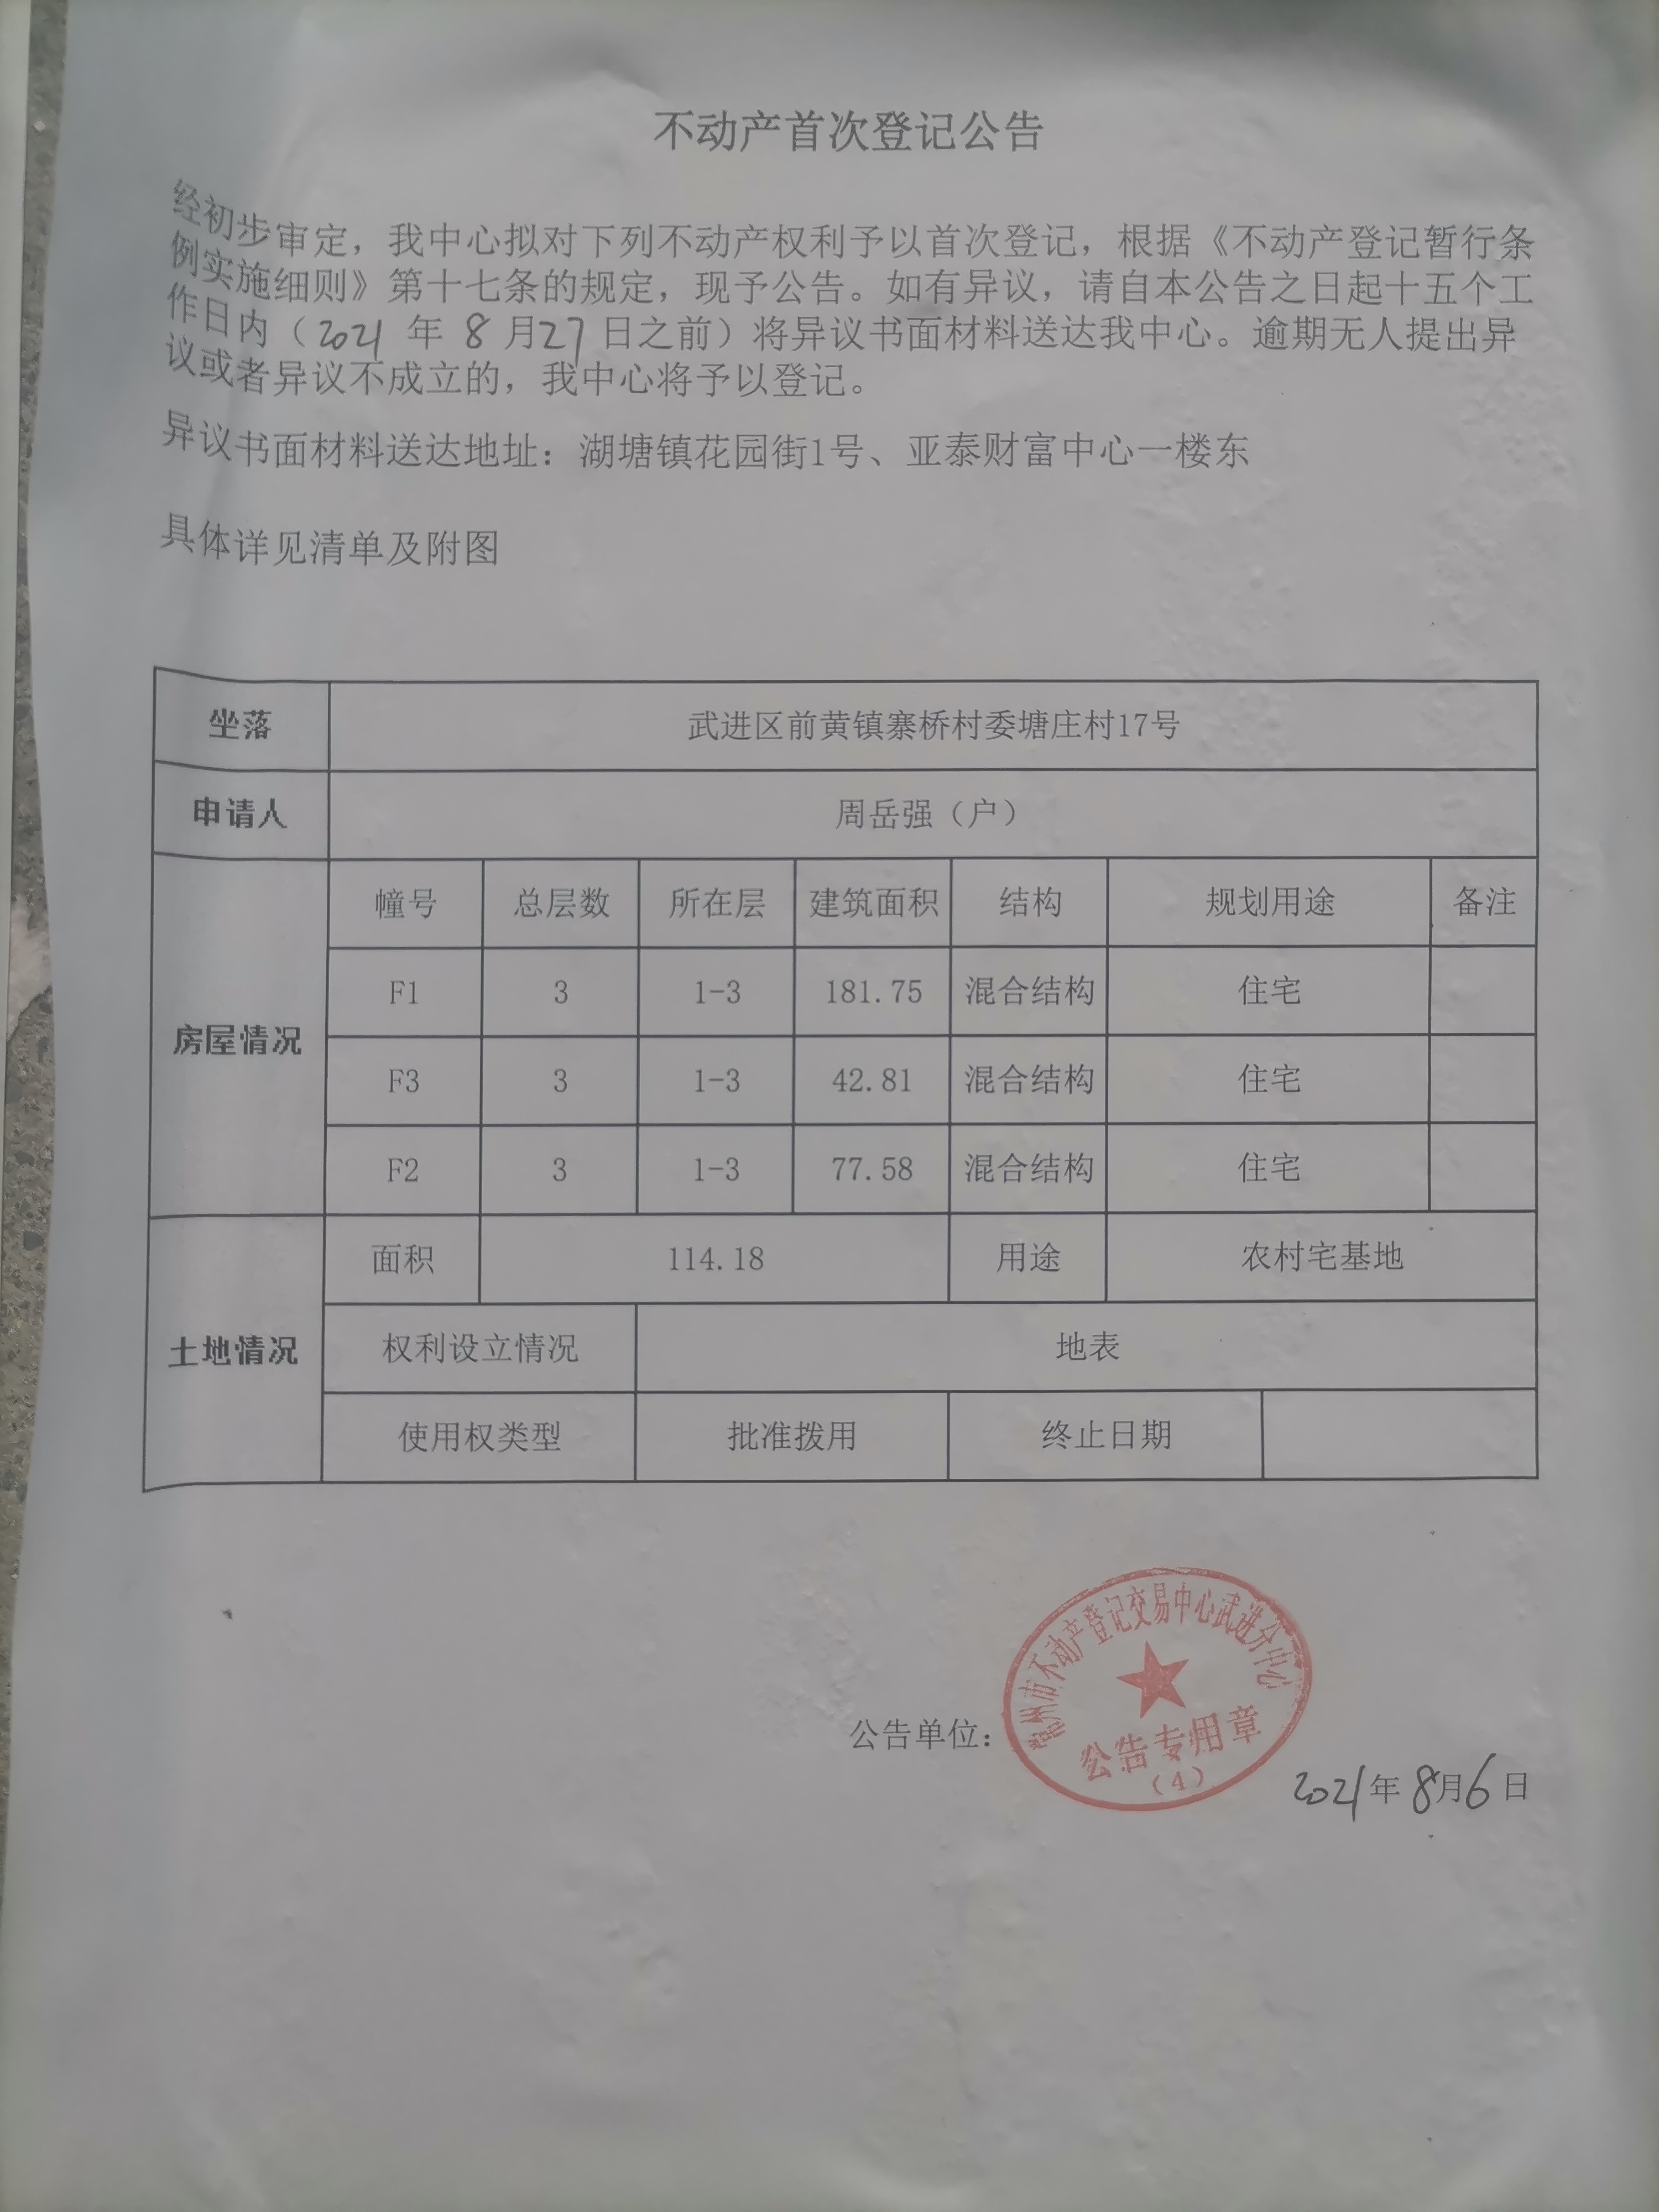 不动产首次登记公告
经初步审定，我中心拟对下列不动产权利予以首次登记，根据《不动产登记暂行条
例实施细则》第十七条的规定，现予公告。如有异议，请自本公告之日起十五个工
作日内（2021 年 8 月27 日之前）将异议书面材料送达我中心。逾期无人提出异
议或者异议不成立的，我中心将予以登记。
异议书面材料送达地址：湖塘镇花园街1号、亚泰财富中心一楼东
具体详见清单及附图
坐落 武进区前黄镇寨桥村委塘庄村17号
申请人 周岳强（户）
房屋情况
幢号 总层数 所在层 建筑面积 结构 规划用途 备注
F1 3 1-3 181.75 混合结构 住宅
F3 3 1-3 42.81 混合结构 住宅
F2 3 1-3 77.58 混合结构 住宅
土地情况
面积 114.18 用途 农村宅基地
权利设立情况 地表
使用权类型 批准拨用 终止日期
常州市不动产登记交易中心武进分中心
公告单位：
公告专用章
（4）
2021年8月6日